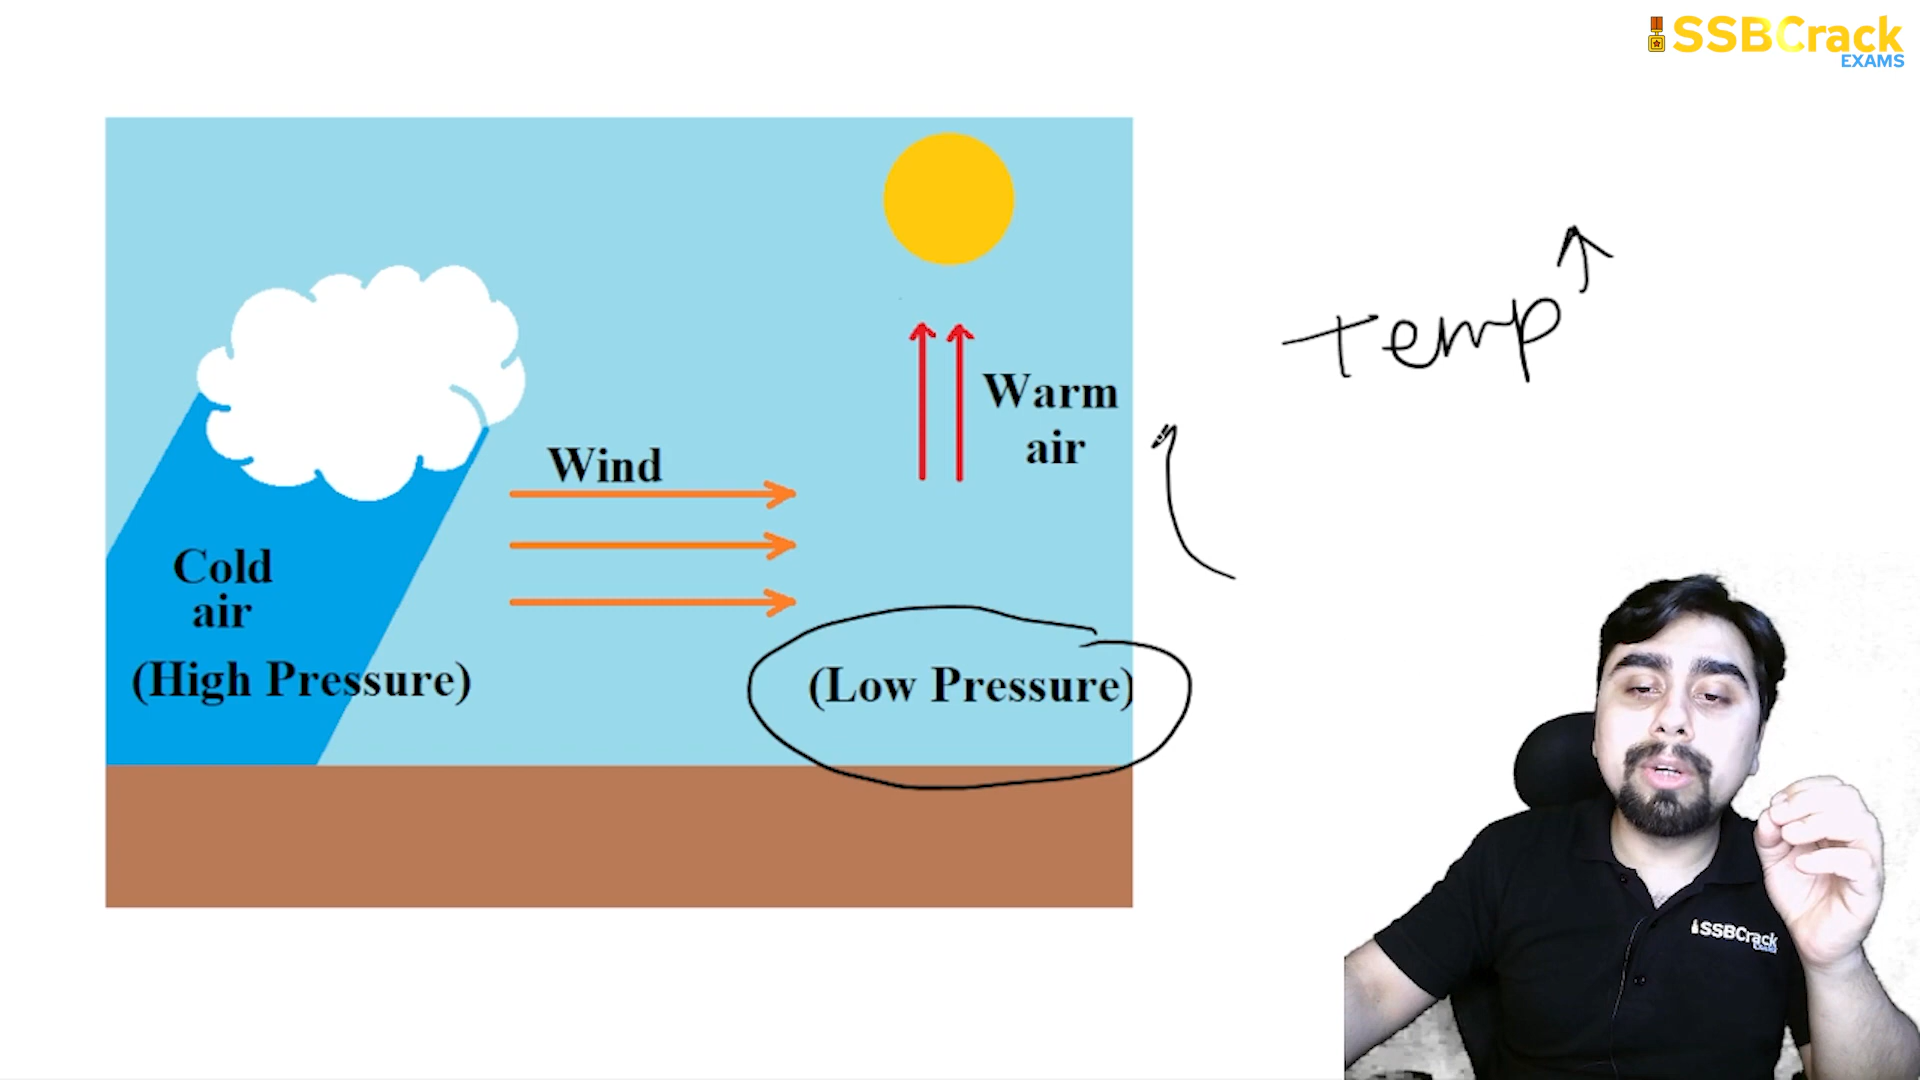 SSBCrack
EXAMS
Temp
Warm
air
Wind
Cold
air
(High Pressure)
(Low Pressure)
SSBCrack